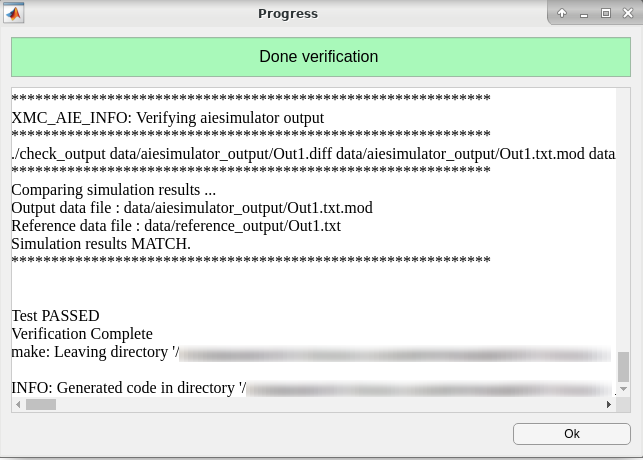 Progress
Done verification
************************************************************
XMC_AIE_INFO: Verifying aiesimulator output
************************************************************
./check_output data/aiesimulator_output/Out1.diff data/aiesimulator_output/Out1.txt.mod data
************************************************************
Comparing simulation results ...
Output data file : data/aiesimulator_output/Out1.txt.mod
Reference data file : data/reference_output/Out1.txt
Simulation results MATCH.
************************************************************
Test PASSED
Verification Complete
make: Leaving directory '/
INFO: Generated code in directory '/
Ok